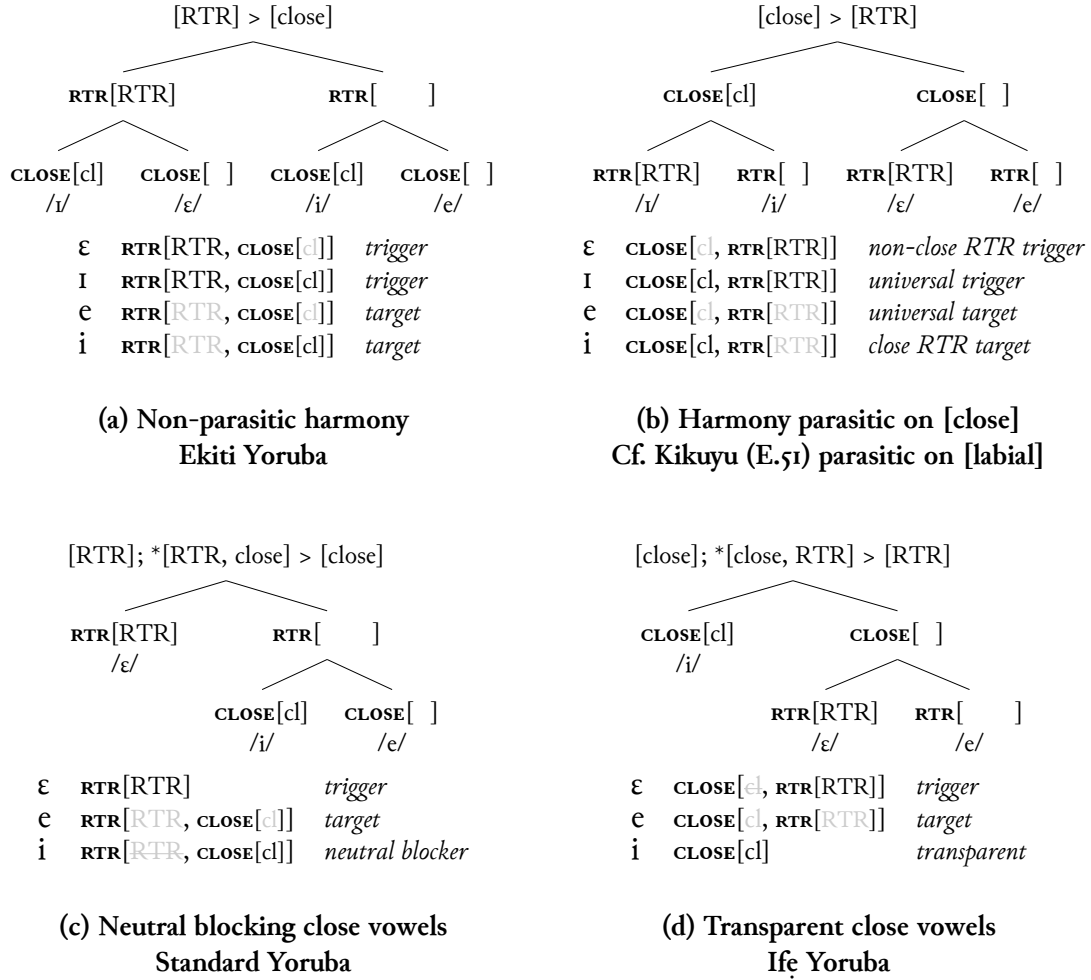 [RTR] > [close]
RTR[RTR] RTR[ ]
CLOSE[cl] CLOSE[ ] CLOSE[cl] CLOSE[ ]
/ɪ/ /ɛ/ /i/ /e/
ɛ RTR[RTR, CLOSE[cl]] trigger
ɪ RTR[RTR, CLOSE[cl]] trigger
e RTR[RTR, CLOSE[cl]] target
i RTR[RTR, CLOSE[cl]] target
(a) Non-parasitic harmony
Ekiti Yoruba
[close] > [RTR]
CLOSE[cl] CLOSE[ ]
RTR[RTR] RTR[ ] RTR[RTR] RTR[ ]
/ɪ/ /i/ /ɛ/ /e/
ɛ CLOSE[cl, RTR[RTR]] non-close RTR trigger
ɪ CLOSE[cl, RTR[RTR]] universal trigger
e CLOSE[cl, RTR[RTR]] universal target
i CLOSE[cl, RTR[RTR]] close RTR target
(b) Harmony parasitic on [close]
Cf. Kikuyu (E.51) parasitic on [labial]
[RTR]; *[RTR, close] > [close]
RTR[RTR] RTR[ ]
/ɛ/
CLOSE[cl] CLOSE[ ]
/i/ /e/
ɛ RTR[RTR] trigger
e RTR[RTR, CLOSE[cl]] target
i RTR[RTR, CLOSE[cl]] neutral blocker
(c) Neutral blocking close vowels
Standard Yoruba
[close]; *[close, RTR] > [RTR]
CLOSE[cl] CLOSE[ ]
/i/
RTR[RTR] RTR[ ]
/ɛ/ /e/
ɛ CLOSE[cl, RTR[RTR]] trigger
e CLOSE[cl, RTR[RTR]] target
i CLOSE[cl] transparent
(d) Transparent close vowels
Ifẹ Yoruba